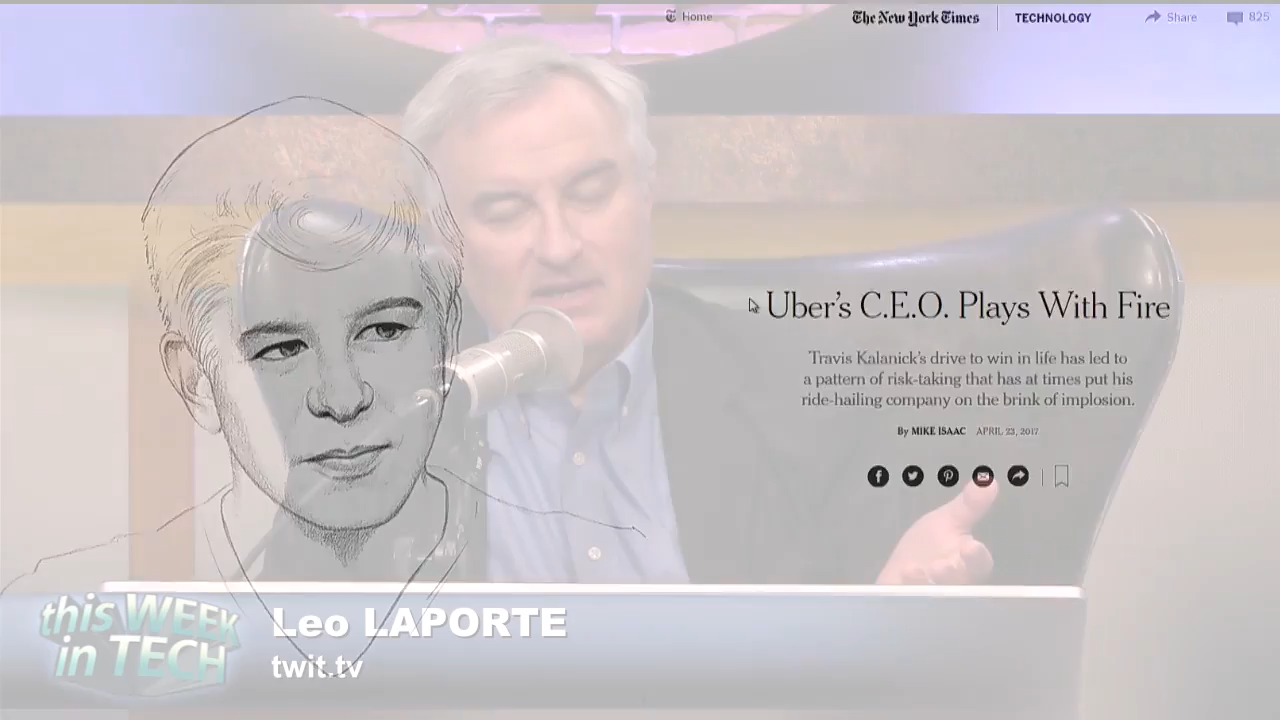 Home
The New York Times
TECHNOLOGY
Share
825
Uber's C.E.O. Plays With Fire
Travis Kalanick's drive to win in life has led to
a pattern of risk-taking that has at times put his
ride-hailing company on the brink of implosion.
By MIKE ISAAC APRIL 23, 2017
this WEEK
in TECH
Leo LAPORTE
twit.tv